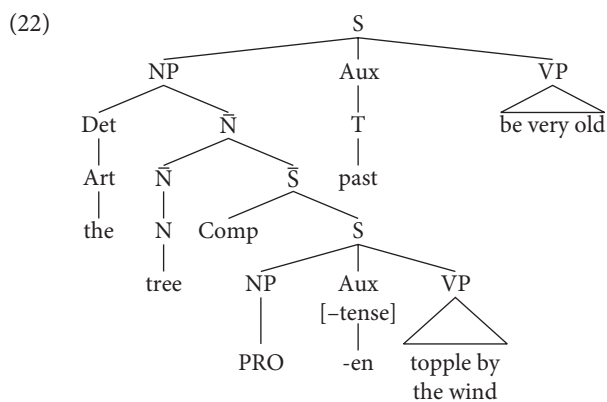 (22) S
NP Aux VP
Det N̄ T be very old
Art N̄ S̄ past
the N Comp S
tree NP Aux VP
[–tense]
PRO -en topple by
the wind